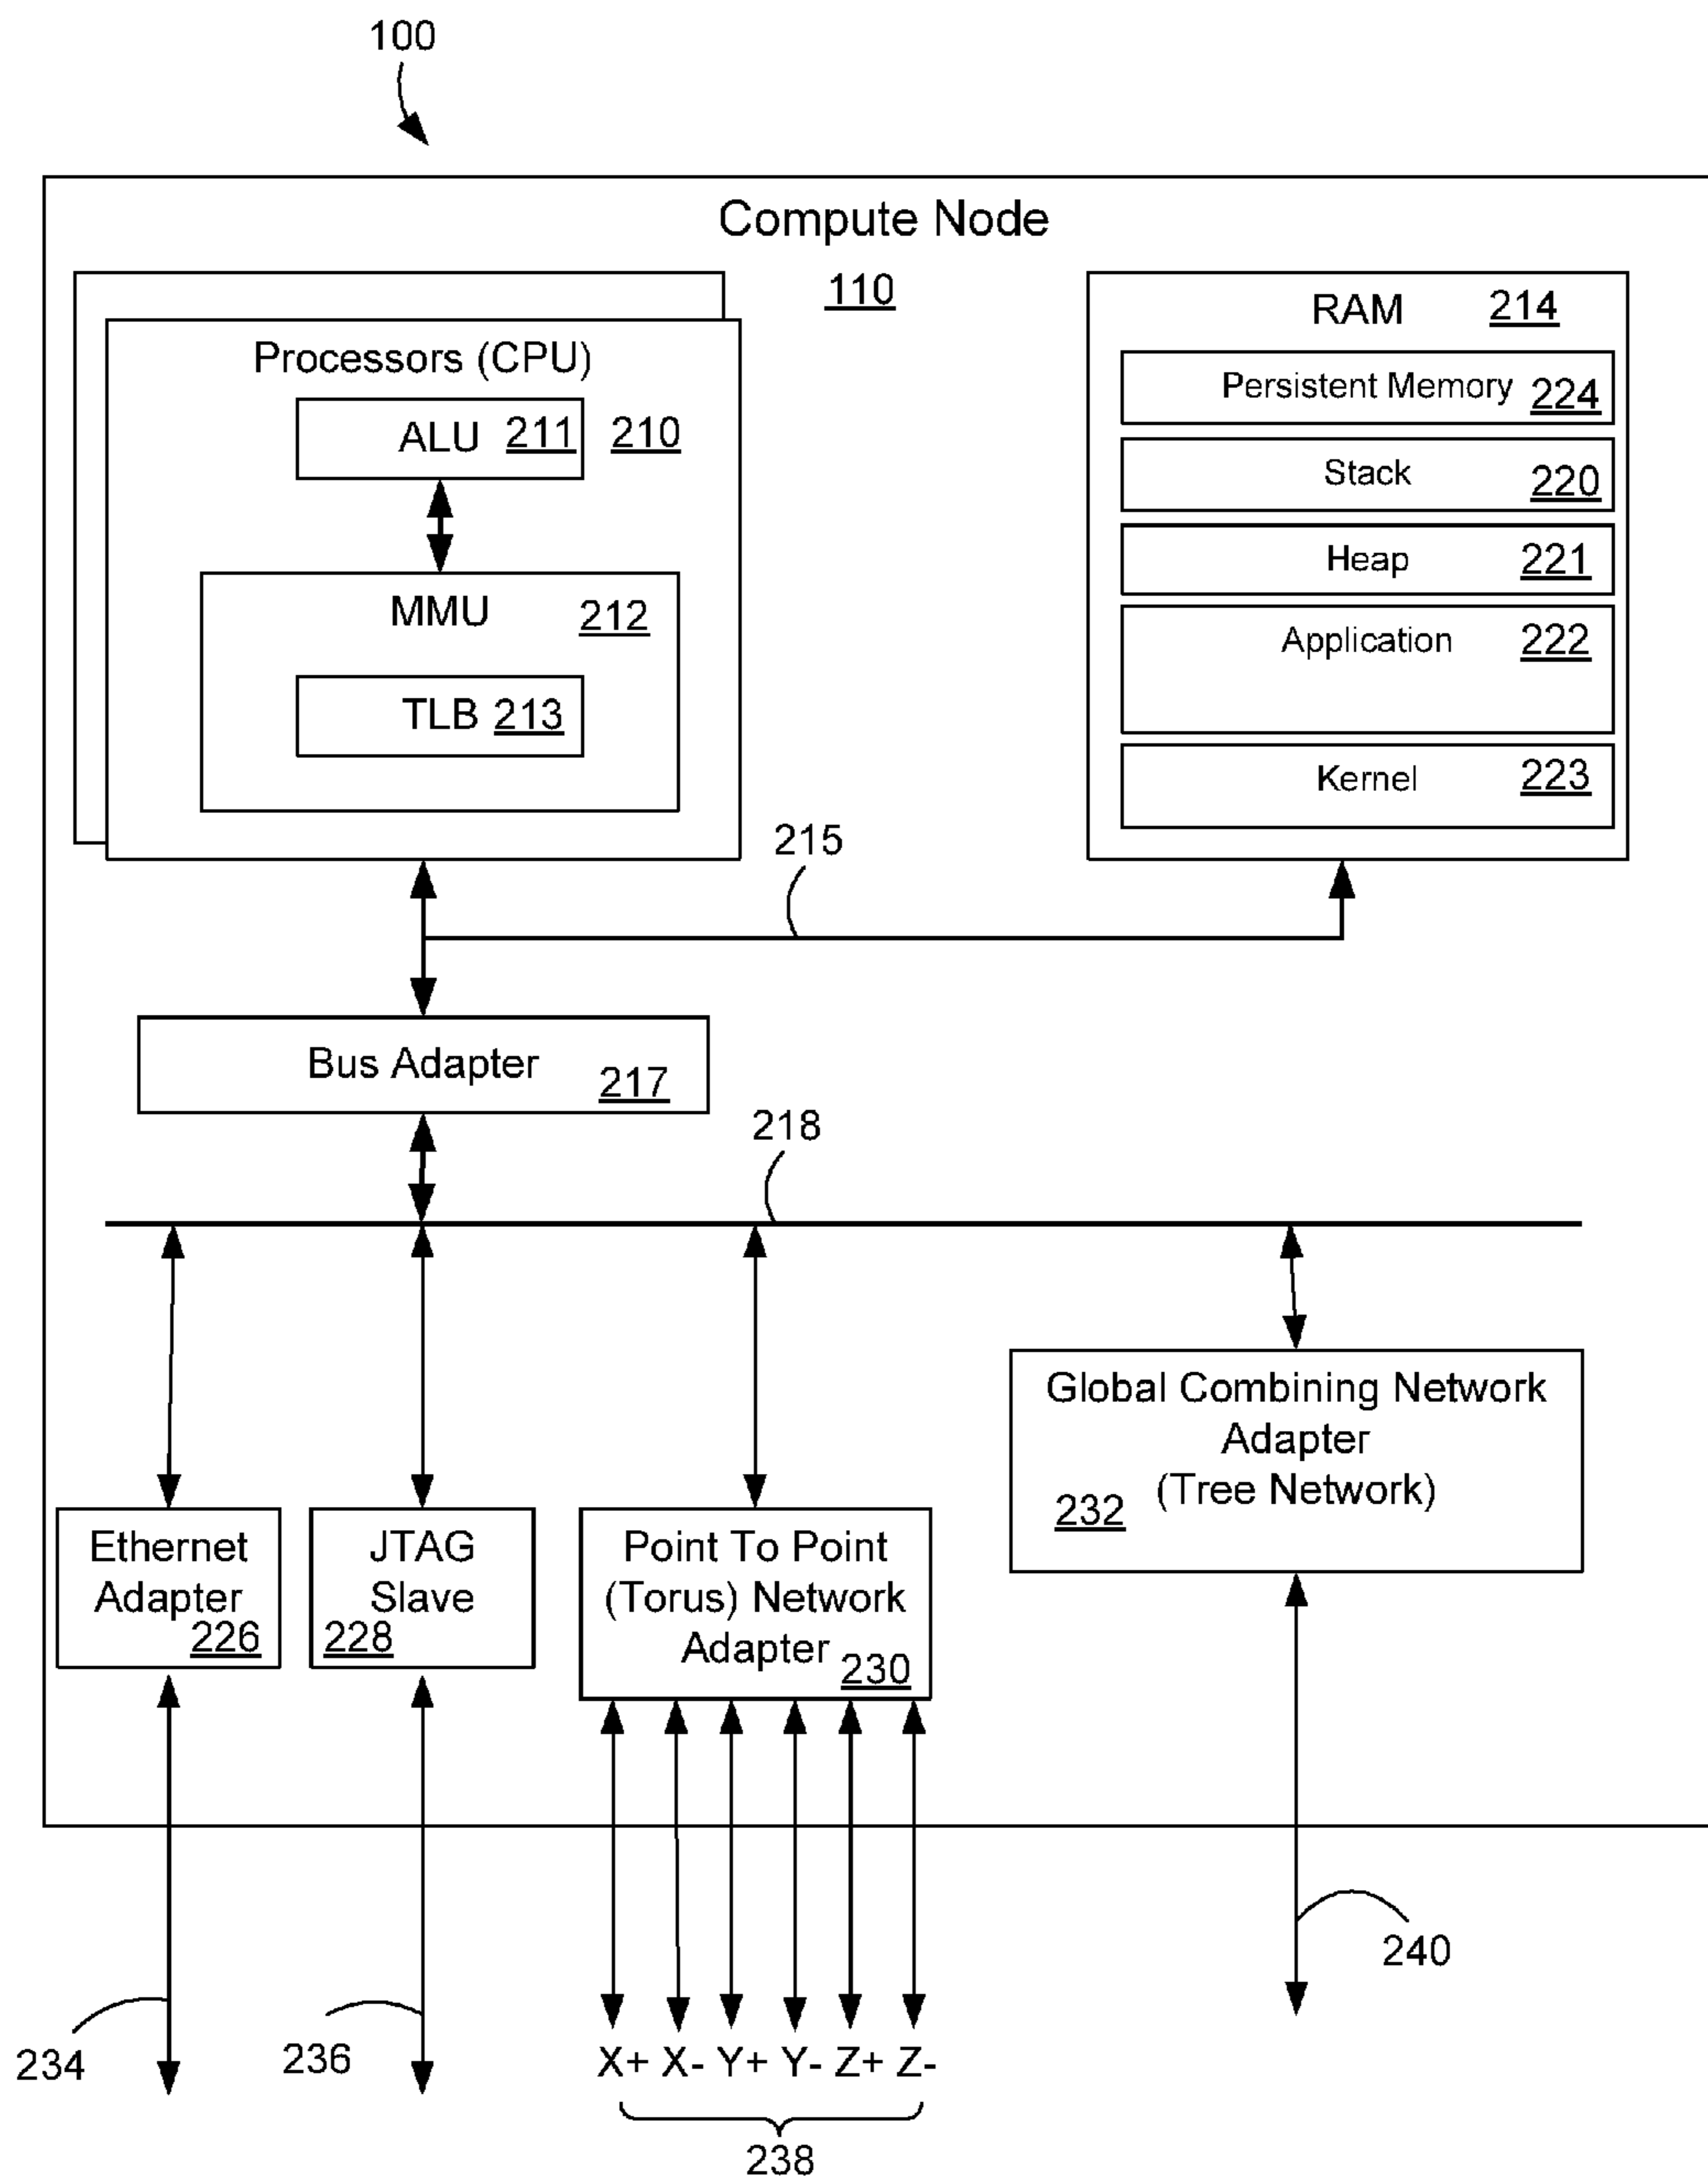 100
Compute Node
110
Processors (CPU)
ALU 211
210
MMU 212
TLB 213
RAM 214
Persistent Memory 224
Stack 220
Heap 221
Application 222
Kernel 223
215
Bus Adapter 217
218
Ethernet
Adapter
226
JTAG
Slave
228
Point To Point
(Torus) Network
Adapter 230
Global Combining Network
Adapter
(Tree Network)
232
234
236
X+ X- Y+ Y- Z+ Z-
238
240